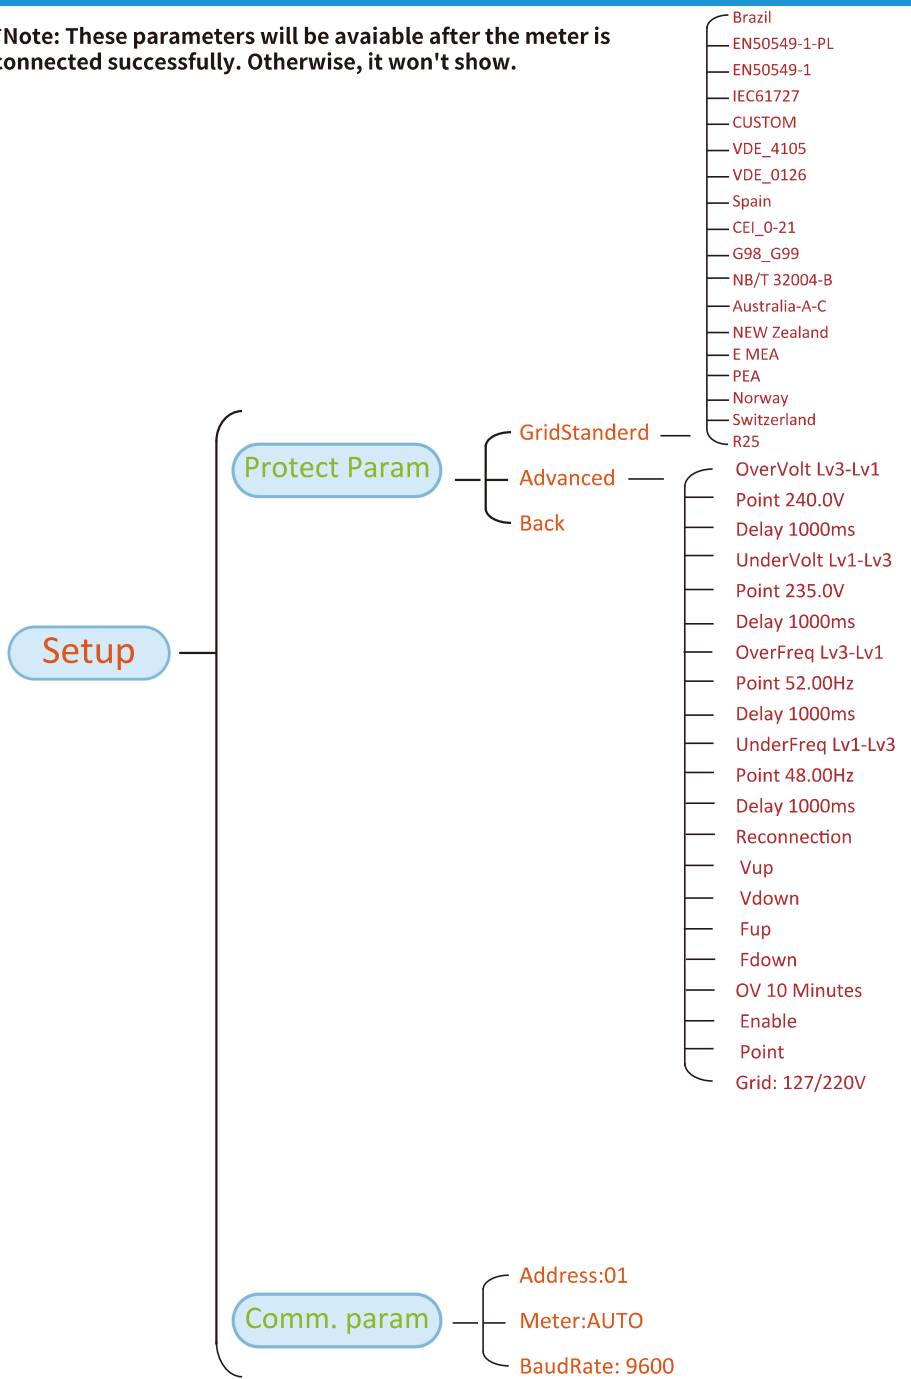 *Note: These parameters will be avaiable after the meter is
connected successfully. Otherwise, it won't show.
Setup
Protect Param
GridStanderd
Brazil
EN50549-1-PL
EN50549-1
IEC61727
CUSTOM
VDE_4105
VDE_0126
Spain
CEI_0-21
G98_G99
NB/T 32004-B
Australia-A-C
NEW Zealand
E MEA
PEA
Norway
Switzerland
R25
Advanced
OverVolt Lv3-Lv1
Point 240.0V
Delay 1000ms
UnderVolt Lv1-Lv3
Point 235.0V
Delay 1000ms
OverFreq Lv3-Lv1
Point 52.00Hz
Delay 1000ms
UnderFreq Lv1-Lv3
Point 48.00Hz
Delay 1000ms
Reconnection
Vup
Vdown
Fup
Fdown
OV 10 Minutes
Enable
Point
Grid: 127/220V
Back
Comm. param
Address:01
Meter:AUTO
BaudRate: 9600